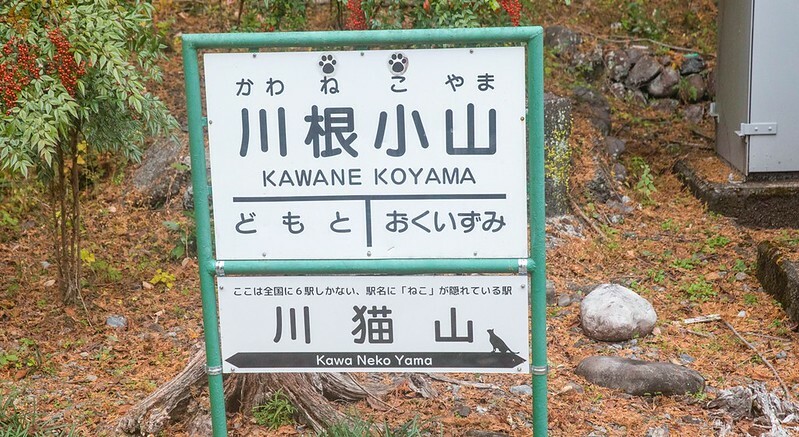 かわねこやま
川根小山
KAWANE KOYAMA
どもと おくいずみ
ここは全国に6駅しかない、駅名に「ねこ」が隠れている駅
川猫山
Kawa Neko Yama